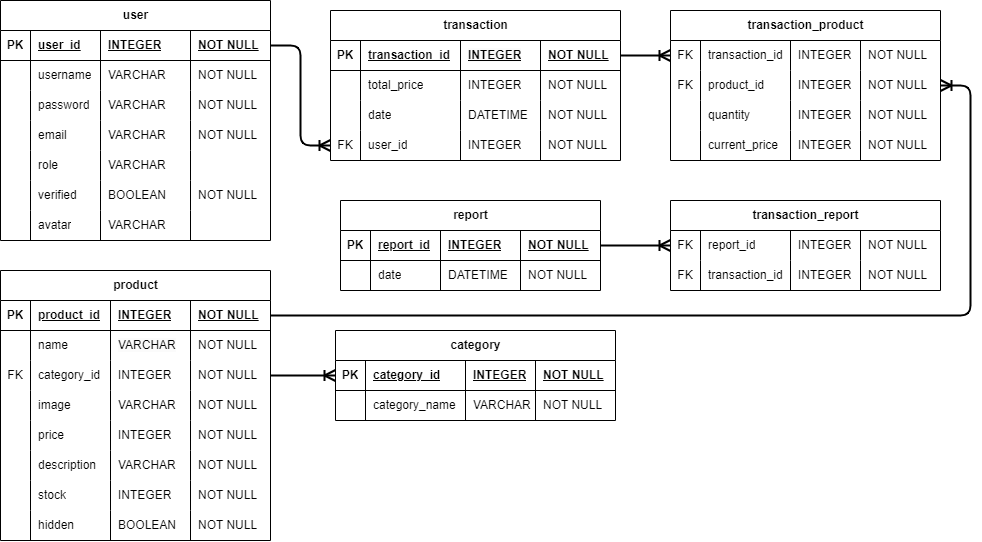 user
PK user_id INTEGER NOT NULL
username VARCHAR NOT NULL
password VARCHAR NOT NULL
email VARCHAR NOT NULL
role VARCHAR
verified BOOLEAN NOT NULL
avatar VARCHAR
transaction
PK transaction_id INTEGER NOT NULL
total_price INTEGER NOT NULL
date DATETIME NOT NULL
FK user_id INTEGER NOT NULL
transaction_product
FK transaction_id INTEGER NOT NULL
FK product_id INTEGER NOT NULL
quantity INTEGER NOT NULL
current_price INTEGER NOT NULL
report
PK report_id INTEGER NOT NULL
date DATETIME NOT NULL
transaction_report
FK report_id INTEGER NOT NULL
FK transaction_id INTEGER NOT NULL
product
PK product_id INTEGER NOT NULL
name VARCHAR NOT NULL
FK category_id INTEGER NOT NULL
image VARCHAR NOT NULL
price INTEGER NOT NULL
description VARCHAR NOT NULL
stock INTEGER NOT NULL
hidden BOOLEAN NOT NULL
category
PK category_id INTEGER NOT NULL
category_name VARCHAR NOT NULL